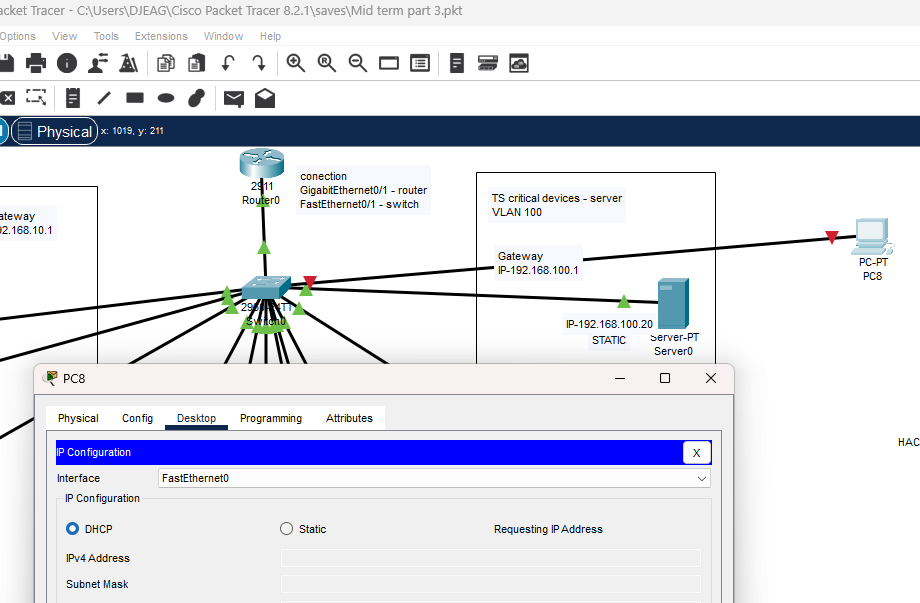 acket Tracer - C:\Users\DJEAG\Cisco Packet Tracer 8.2.1\saves\Mid term part 3.pkt
Options View Tools Extensions Window Help
Physical x: 1019, y: 211
2911
Router0
conection
GigabitEthernet0/1 - router
FastEthernet0/1 - switch
ateway
92.168.10.1
TS critical devices - server
VLAN 100
Gateway
IP-192.168.100.1
PC-PT
PC8
Switch0
IP-192.168.100.20
STATIC
Server-PT
Server0
HAC
PC8
Physical Config Desktop Programming Attributes
IP Configuration X
Interface FastEthernet0
IP Configuration
DHCP Static Requesting IP Address
IPv4 Address
Subnet Mask